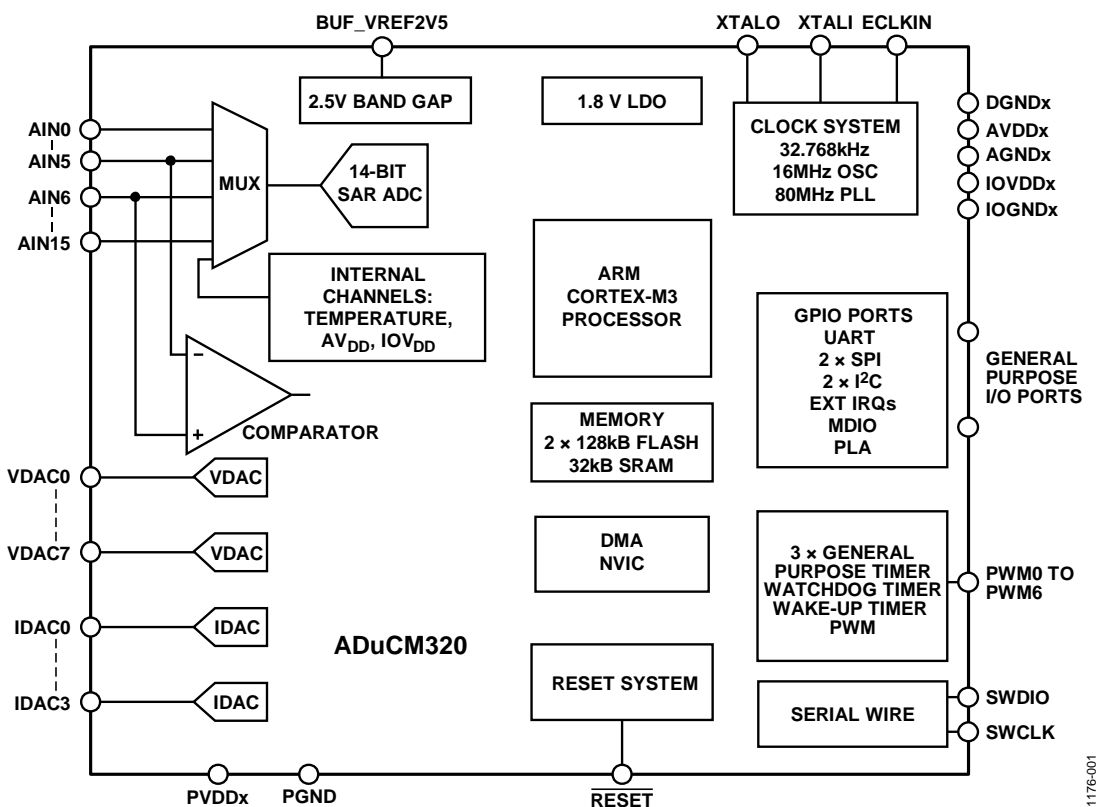 BUF_VREF2V5
XTALO
XTALI
ECLKIN
2.5V BAND GAP
1.8 V LDO
CLOCK SYSTEM
32.768kHz
16MHz OSC
80MHz PLL
DGNDx
AVDDx
AGNDx
IOVDDx
IOGNDx
AIN0
AIN5
AIN6
AIN15
MUX
14-BIT
SAR ADC
INTERNAL
CHANNELS:
TEMPERATURE,
AVDD, IOVDD
ARM
CORTEX-M3
PROCESSOR
GPIO PORTS
UART
2 × SPI
2 × I2C
EXT IRQs
MDIO
PLA
GENERAL
PURPOSE
I/O PORTS
−
+
COMPARATOR
MEMORY
2 × 128kB FLASH
32kB SRAM
VDAC0
VDAC
VDAC7
VDAC
DMA
NVIC
3 × GENERAL
PURPOSE TIMER
WATCHDOG TIMER
WAKE-UP TIMER
PWM
PWM0 TO
PWM6
IDAC0
IDAC
IDAC3
IDAC
ADuCM320
RESET SYSTEM
SERIAL WIRE
SWDIO
SWCLK
PVDDx
PGND
RESET
1176-001